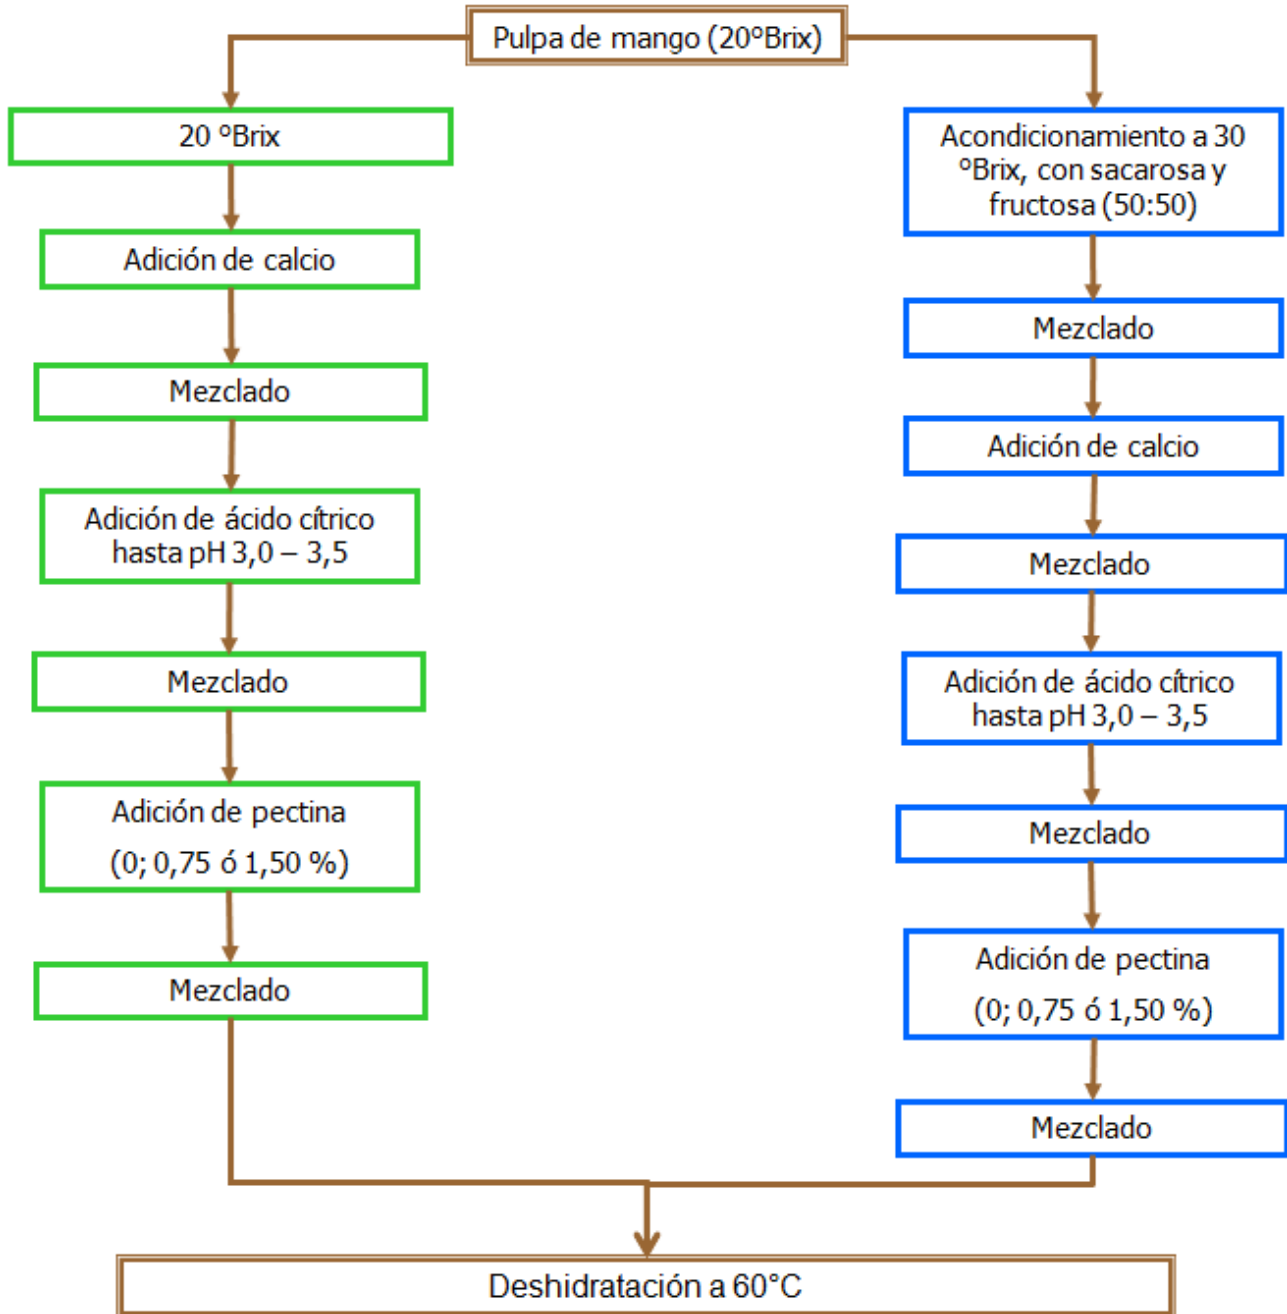 Pulpa de mango (20ºBrix)
20 ºBrix
Adición de calcio
Mezclado
Adición de ácido cítrico
hasta pH 3,0 – 3,5
Mezclado
Adición de pectina
(0; 0,75 ó 1,50 %)
Mezclado
Acondicionamiento a 30
ºBrix, con sacarosa y
fructosa (50:50)
Mezclado
Adición de calcio
Mezclado
Adición de ácido cítrico
hasta pH 3,0 – 3,5
Mezclado
Adición de pectina
(0; 0,75 ó 1,50 %)
Mezclado
Deshidratación a 60°C